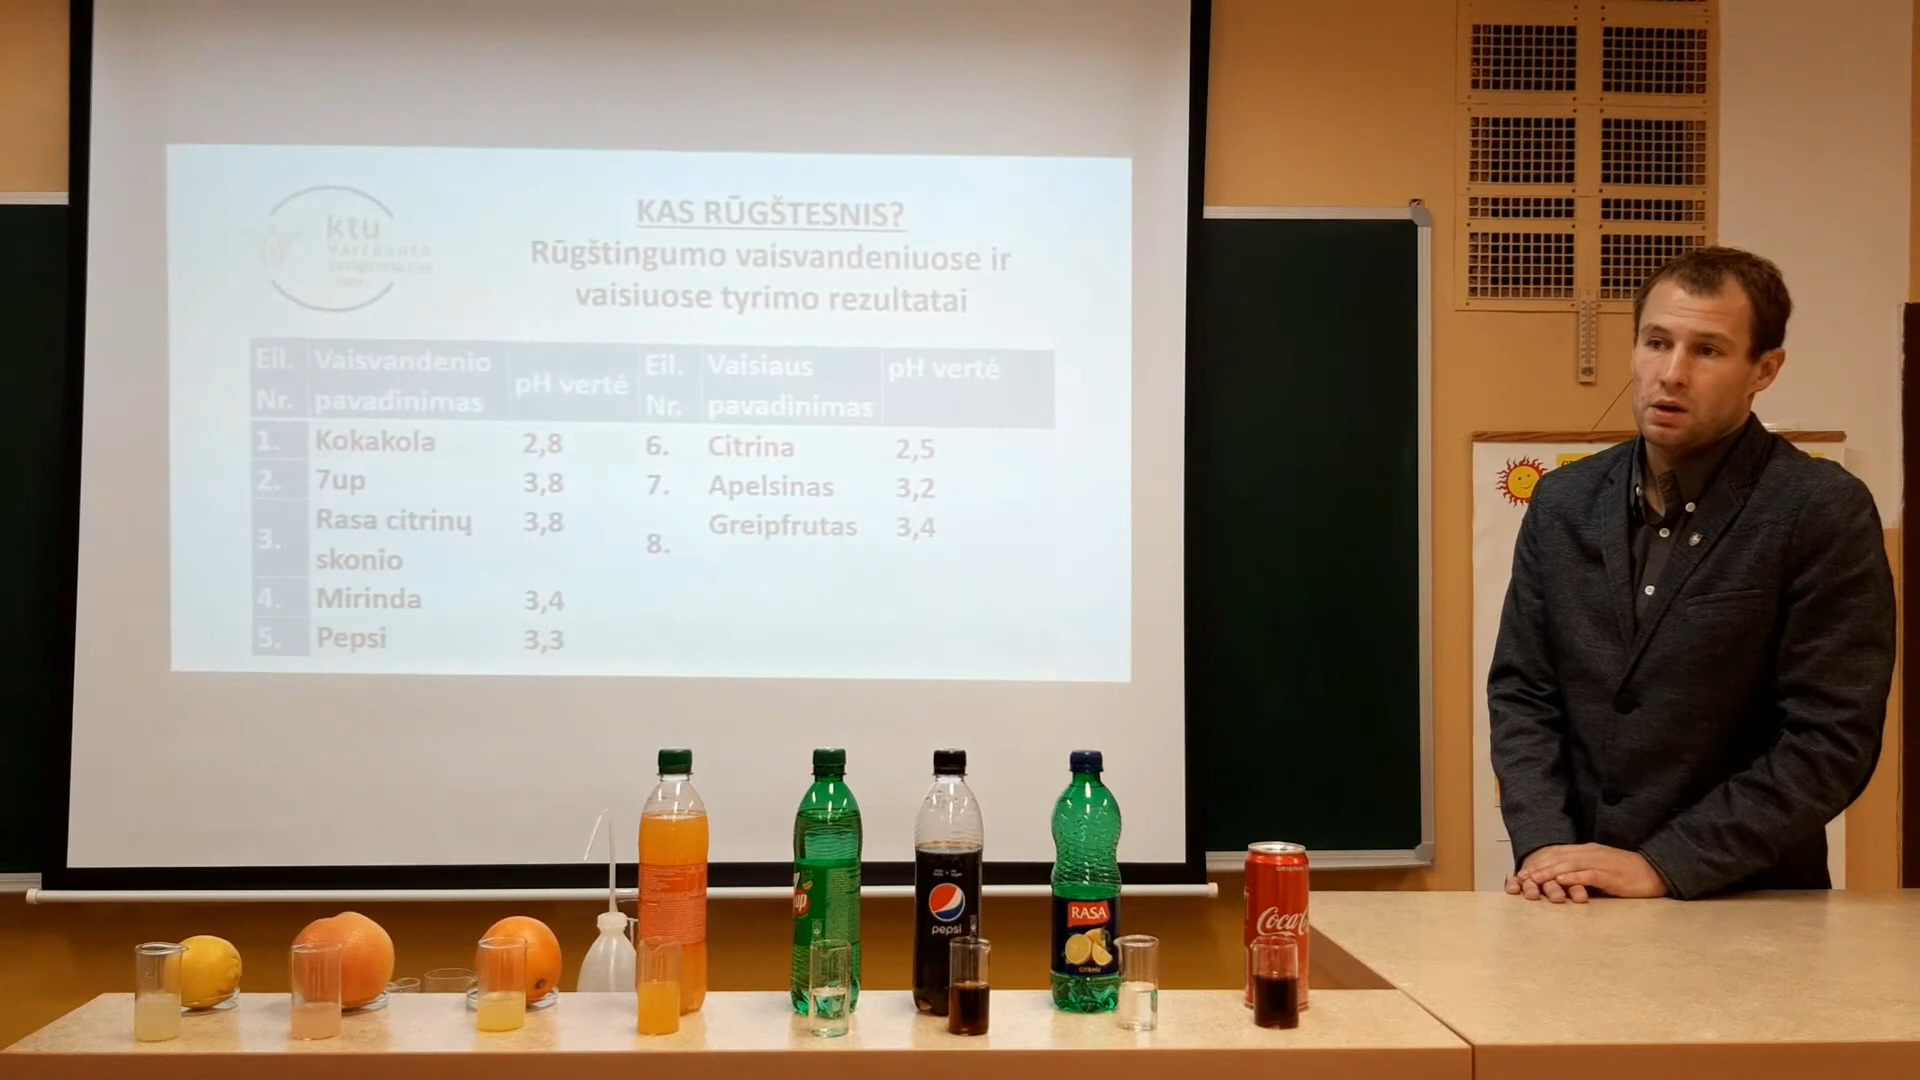 ktu
KAS RŪGŠTESNIS?
Rūgštingumo vaisvandeniuose ir
vaisiuose tyrimo rezultatai
Eil. Nr. Vaisvandenio pavadinimas pH vertė Eil. Nr. Vaisiaus pavadinimas pH vertė
1. Kokakola 2,8 6. Citrina 2,5
2. 7up 3,8 7. Apelsinas 3,2
3. Rasa citrinų skonio 3,8 8. Greipfrutas 3,4
4. Mirinda 3,4
5. Pepsi 3,3
up
pepsi
RASA
Coca-C